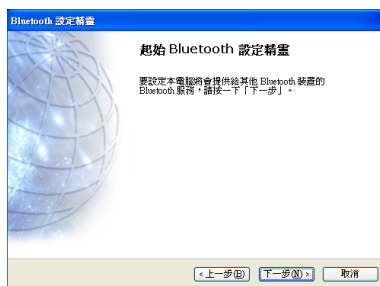 Bluetooth 設定精靈
起始 Bluetooth 設定精靈
要設定本電腦將會提供給其他 Bluetooth 裝置的
Bluetooth 服務，請按一下「下一步」。
<上一步(B) 下一步(N)> 取消